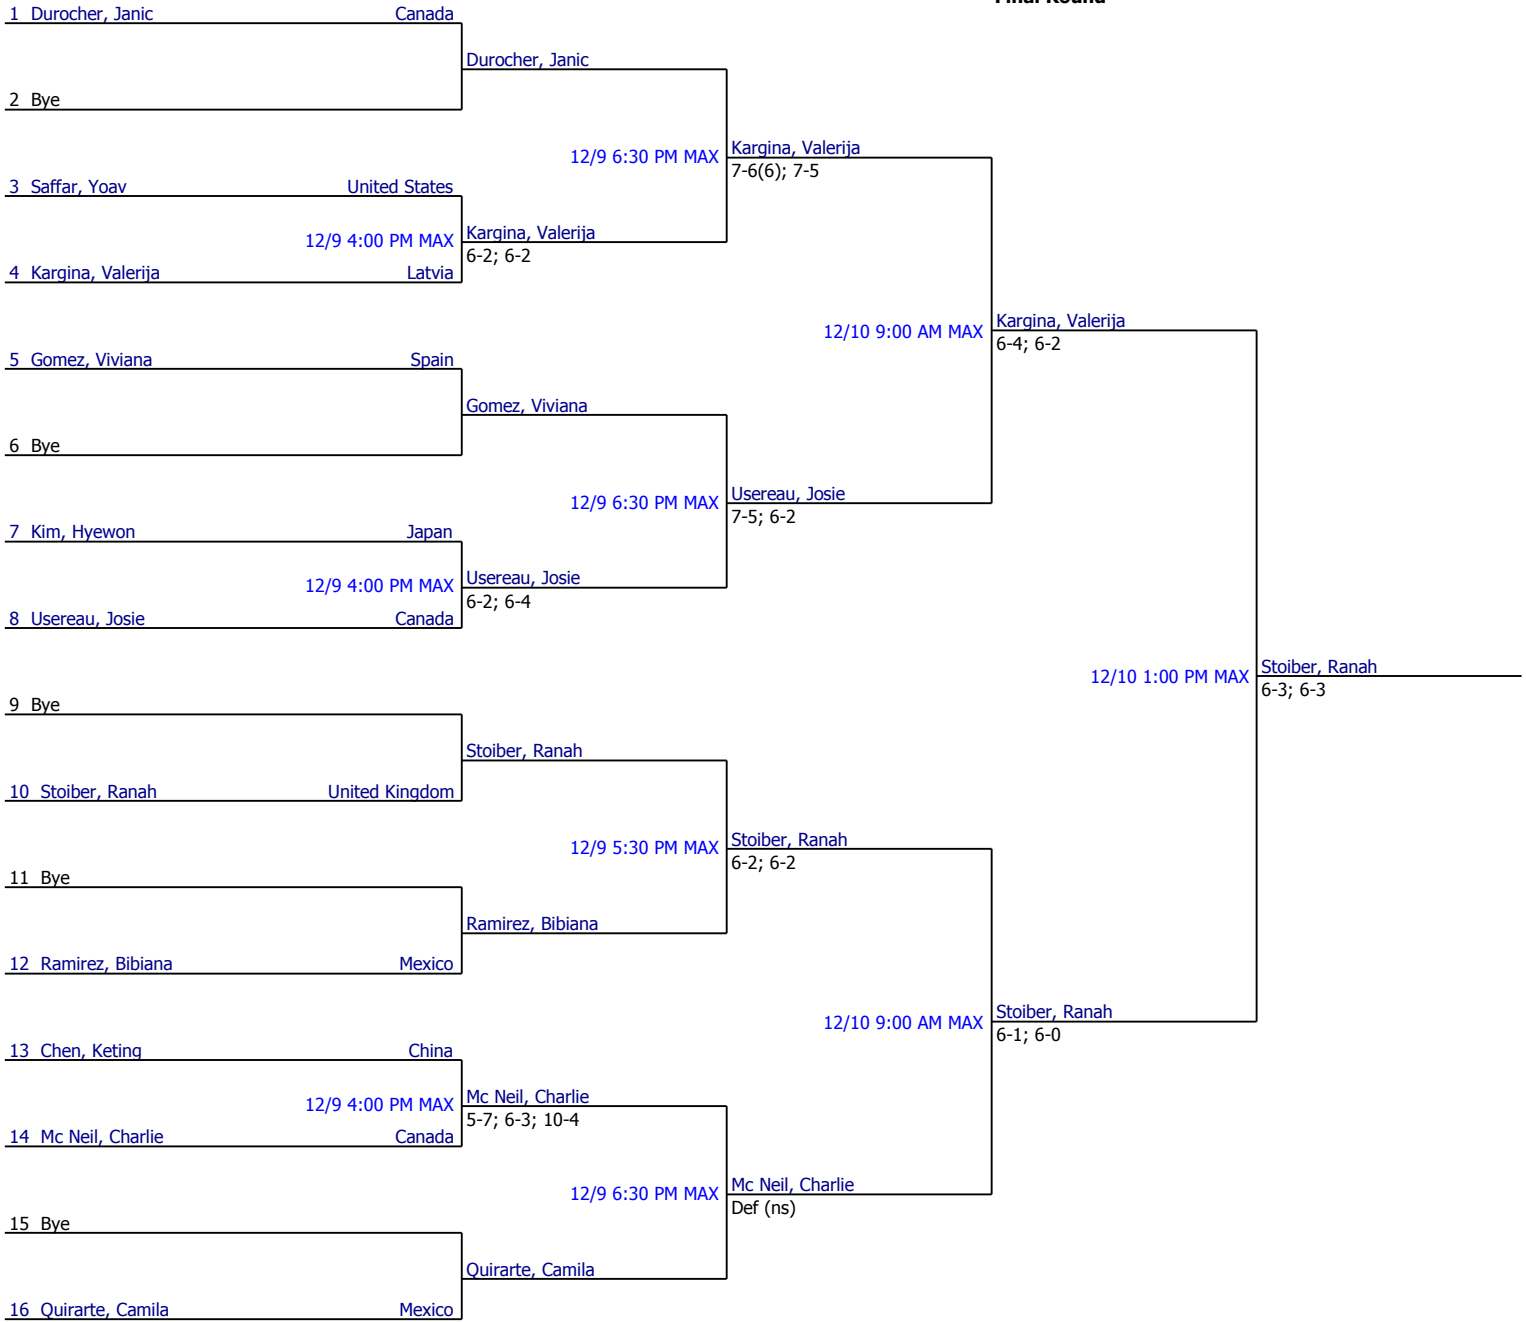 Final Round
1 Durocher, Janic Canada
Durocher, Janic
2 Bye
12/9 6:30 PM MAX Kargina, Valerija
7-6(6); 7-5
3 Saffar, Yoav United States
12/9 4:00 PM MAX Kargina, Valerija
6-2; 6-2
4 Kargina, Valerija Latvia
12/10 9:00 AM MAX Kargina, Valerija
6-4; 6-2
5 Gomez, Viviana Spain
Gomez, Viviana
6 Bye
12/9 6:30 PM MAX Usereau, Josie
7-5; 6-2
7 Kim, Hyewon Japan
12/9 4:00 PM MAX Usereau, Josie
6-2; 6-4
8 Usereau, Josie Canada
12/10 1:00 PM MAX Stoiber, Ranah
6-3; 6-3
9 Bye
Stoiber, Ranah
10 Stoiber, Ranah United Kingdom
12/9 5:30 PM MAX Stoiber, Ranah
6-2; 6-2
11 Bye
Ramirez, Bibiana
12 Ramirez, Bibiana Mexico
12/10 9:00 AM MAX Stoiber, Ranah
6-1; 6-0
13 Chen, Keting China
12/9 4:00 PM MAX Mc Neil, Charlie
5-7; 6-3; 10-4
14 Mc Neil, Charlie Canada
12/9 6:30 PM MAX Mc Neil, Charlie
Def (ns)
15 Bye
Quirarte, Camila
16 Quirarte, Camila Mexico